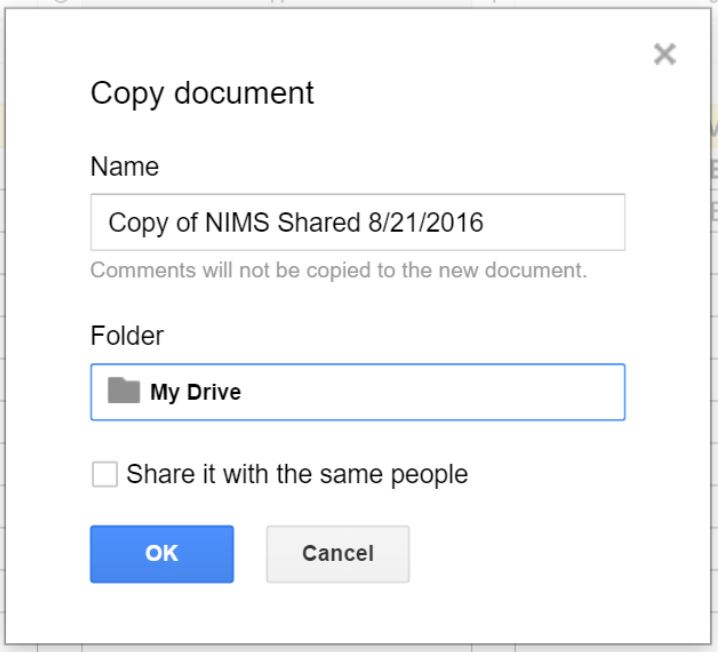 Copy document
Name
Copy of NIMS Shared 8/21/2016
Comments will not be copied to the new document.
Folder
My Drive
Share it with the same people
OK
Cancel